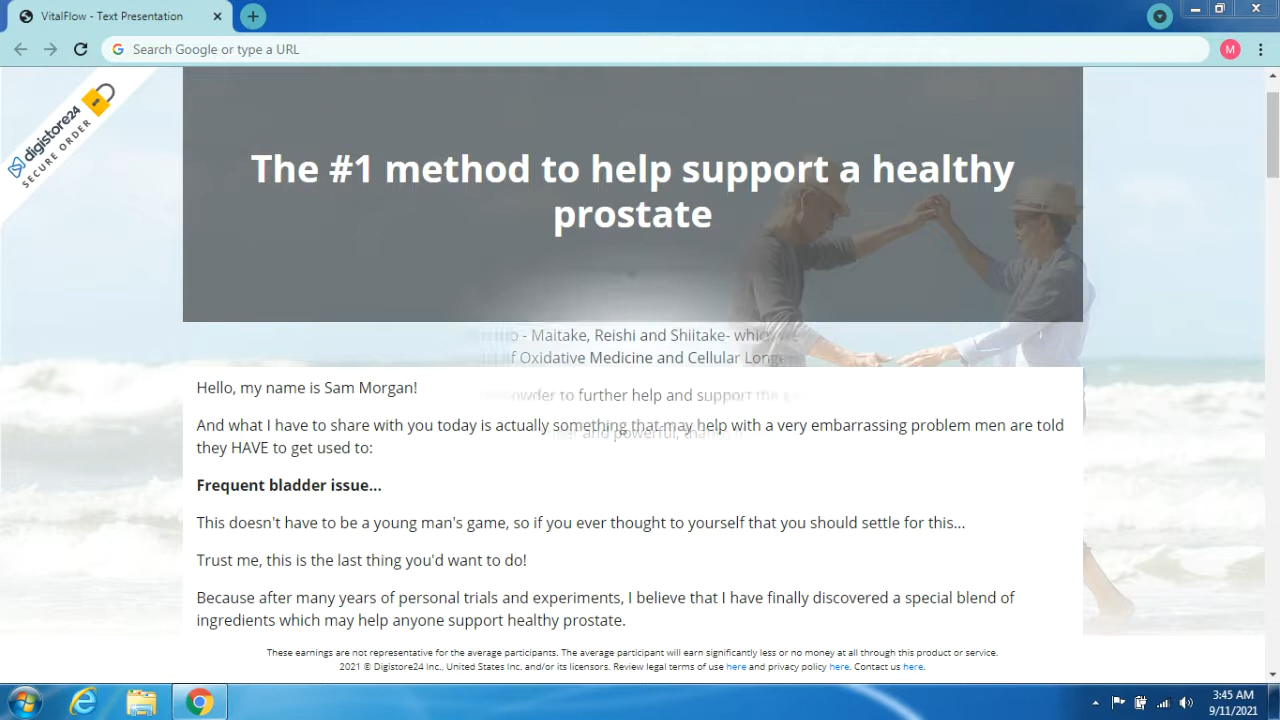 VitalFlow - Text Presentation
Search Google or type a URL
M
digistore24
SECURE ORDER
The #1 method to help support a healthy
prostate
- Maitake, Reishi and Shiitake-
of Oxidative Medicine and Cellular
Hello, my name is Sam Morgan!
to further help and support the
And what I have to share with you today is actually something that may help with a very embarrassing problem men are told
and powerful,
they HAVE to get used to:
Frequent bladder issue...
This doesn't have to be a young man's game, so if you ever thought to yourself that you should settle for this...
Trust me, this is the last thing you'd want to do!
Because after many years of personal trials and experiments, I believe that I have finally discovered a special blend of
ingredients which may help anyone support healthy prostate.
These earnings are not representative for the average participants. The average participant will earn significantly less or no money at all through this product or service.
2021 © Digistore24 Inc., United States Inc. and/or its licensors. Review legal terms of use here and privacy policy here. Contact us here.
3:45 AM
9/11/2021